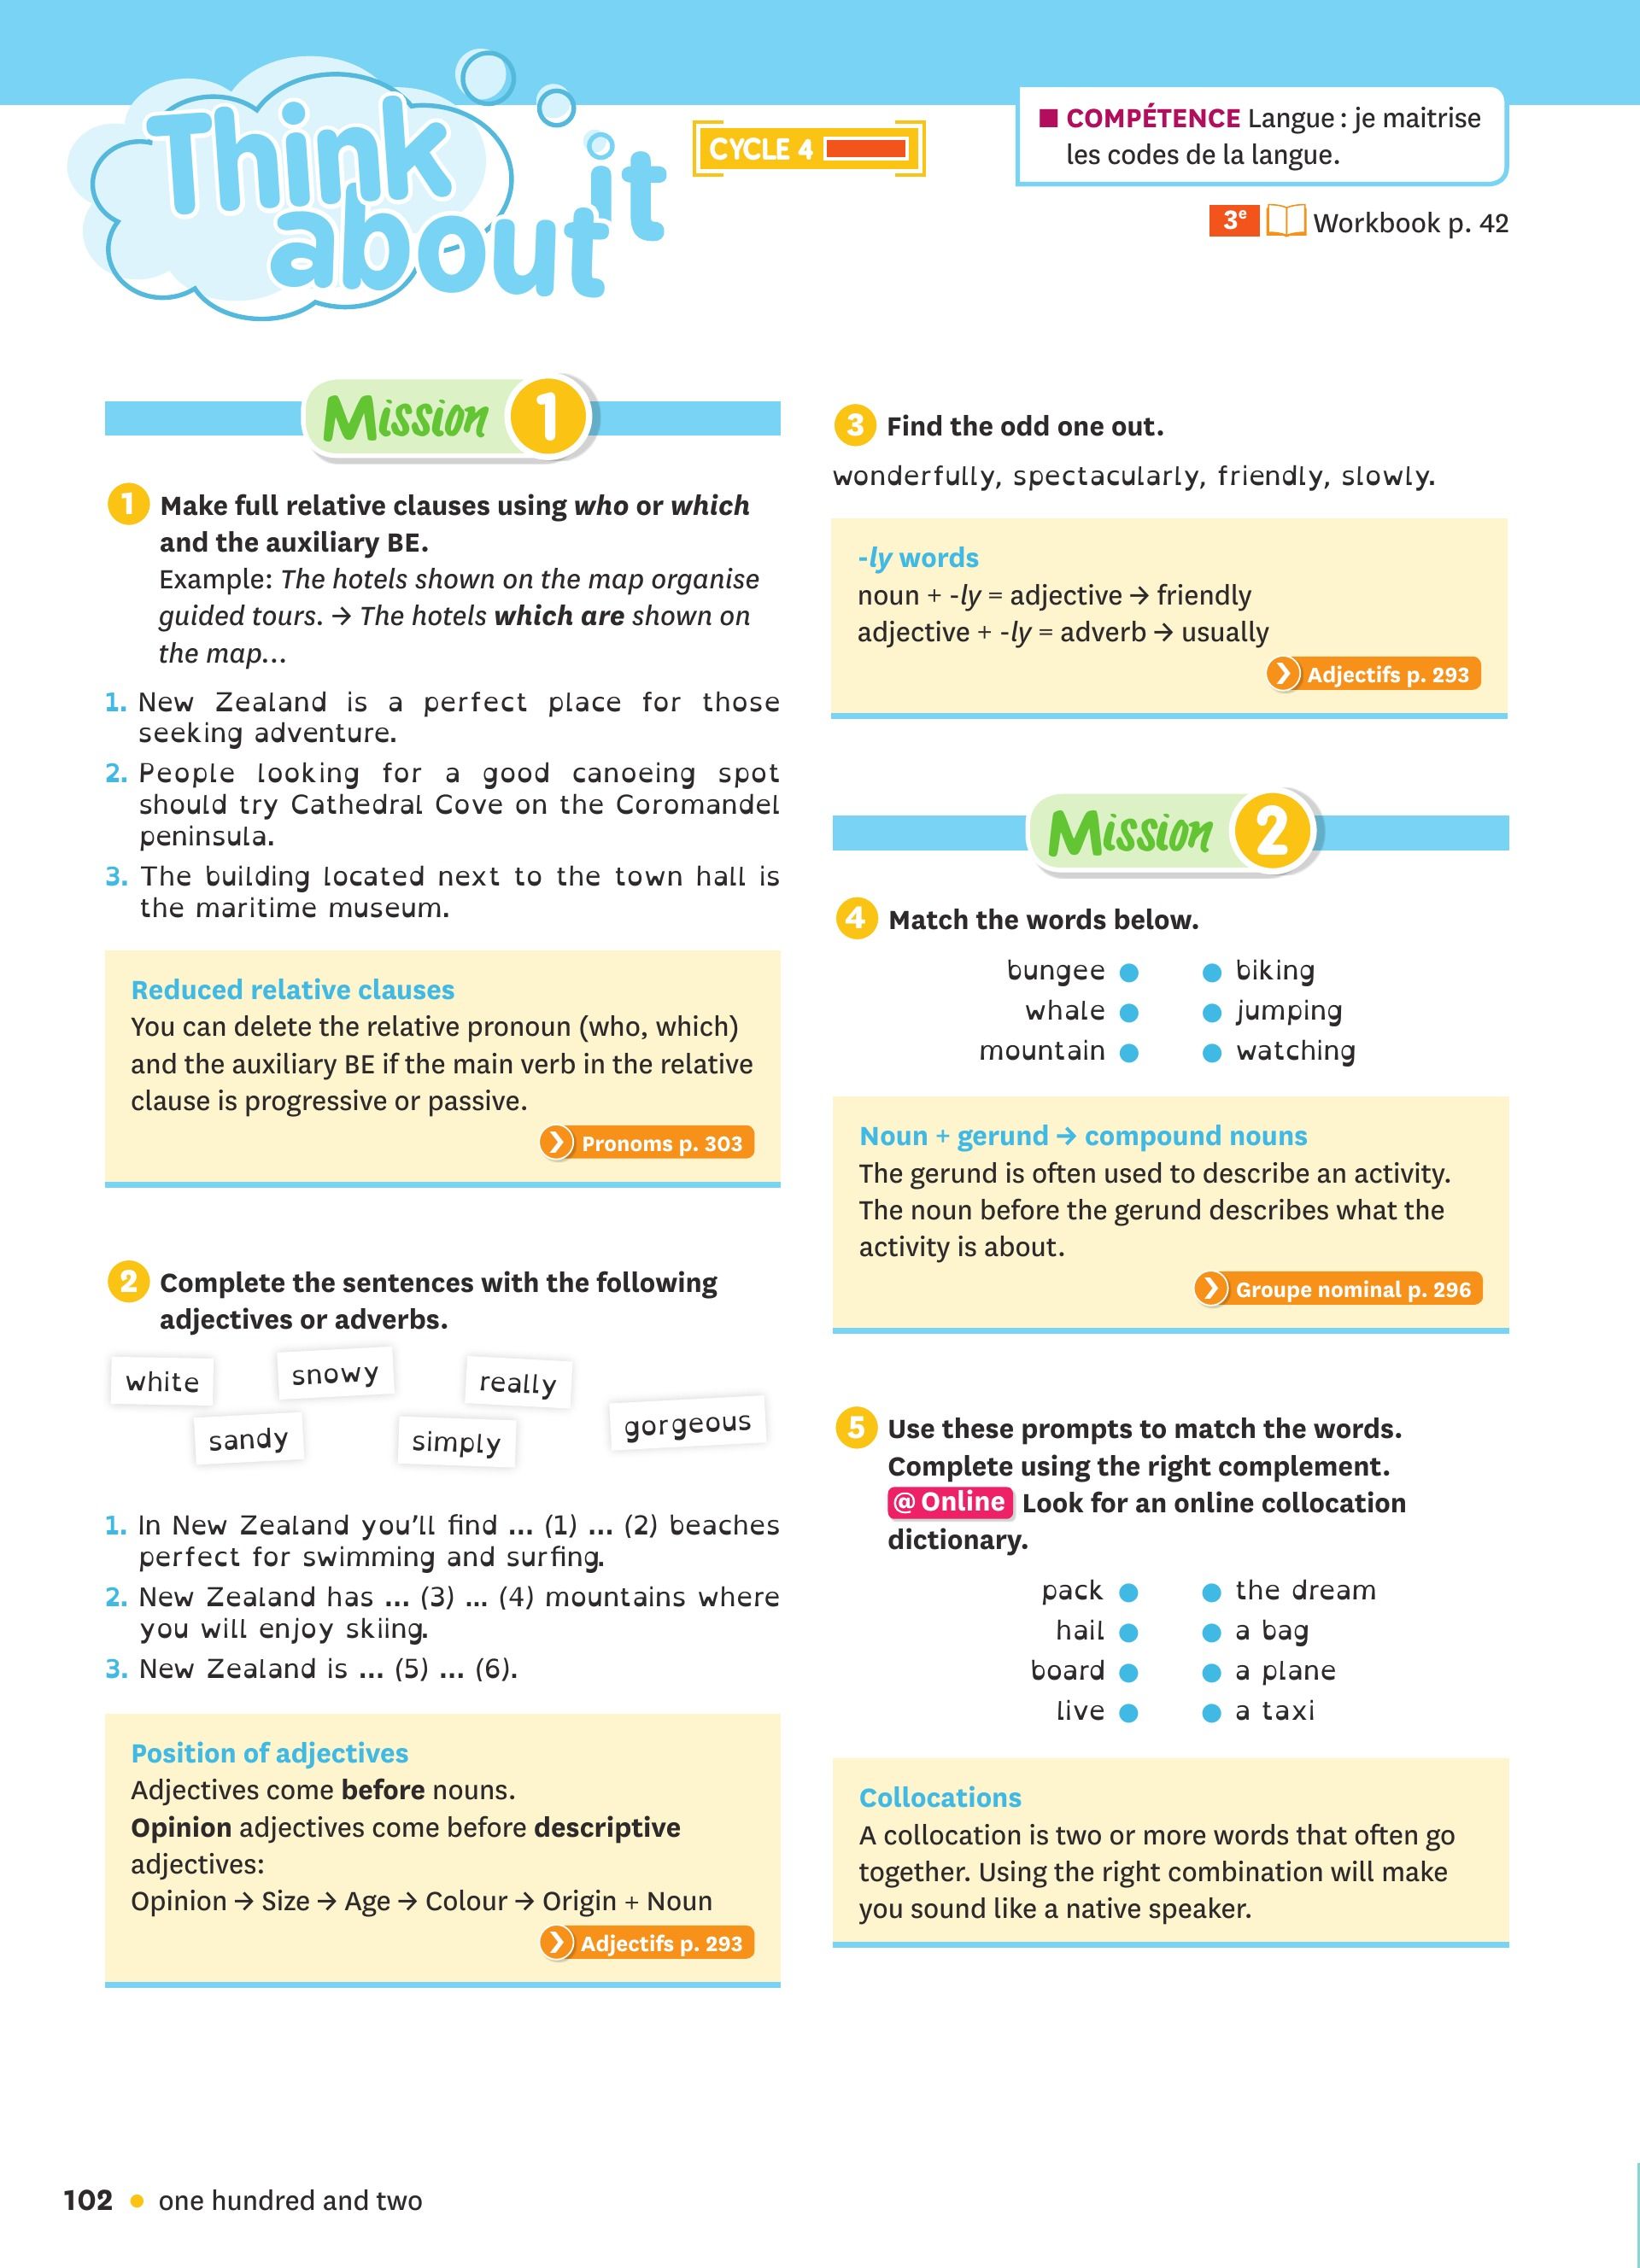 Think
about it
CYCLE 4
■ COMPÉTENCE Langue : je maitrise
les codes de la langue.
3e Workbook p. 42
Mission 1
1 Make full relative clauses using who or which
and the auxiliary BE.
Example: The hotels shown on the map organise
guided tours. → The hotels which are shown on
the map...
1. New Zealand is a perfect place for those
seeking adventure.
2. People looking for a good canoeing spot
should try Cathedral Cove on the Coromandel
peninsula.
3. The building located next to the town hall is
the maritime museum.
Reduced relative clauses
You can delete the relative pronoun (who, which)
and the auxiliary BE if the main verb in the relative
clause is progressive or passive.
Pronoms p. 303
2 Complete the sentences with the following
adjectives or adverbs.
white snowy really
sandy simply gorgeous
1. In New Zealand you'll find ... (1) ... (2) beaches
perfect for swimming and surfing.
2. New Zealand has ... (3) ... (4) mountains where
you will enjoy skiing.
3. New Zealand is ... (5) ... (6).
Position of adjectives
Adjectives come before nouns.
Opinion adjectives come before descriptive
adjectives:
Opinion → Size → Age → Colour → Origin + Noun
Adjectifs p. 293
3 Find the odd one out.
wonderfully, spectacularly, friendly, slowly.
-ly words
noun + -ly = adjective → friendly
adjective + -ly = adverb → usually
Adjectifs p. 293
Mission 2
4 Match the words below.
bungee ● ● biking
whale ● ● jumping
mountain ● ● watching
Noun + gerund → compound nouns
The gerund is often used to describe an activity.
The noun before the gerund describes what the
activity is about.
Groupe nominal p. 296
5 Use these prompts to match the words.
Complete using the right complement.
@ Online Look for an online collocation
dictionary.
pack ● ● the dream
hail ● ● a bag
board ● ● a plane
live ● ● a taxi
Collocations
A collocation is two or more words that often go
together. Using the right combination will make
you sound like a native speaker.
102 ● one hundred and two